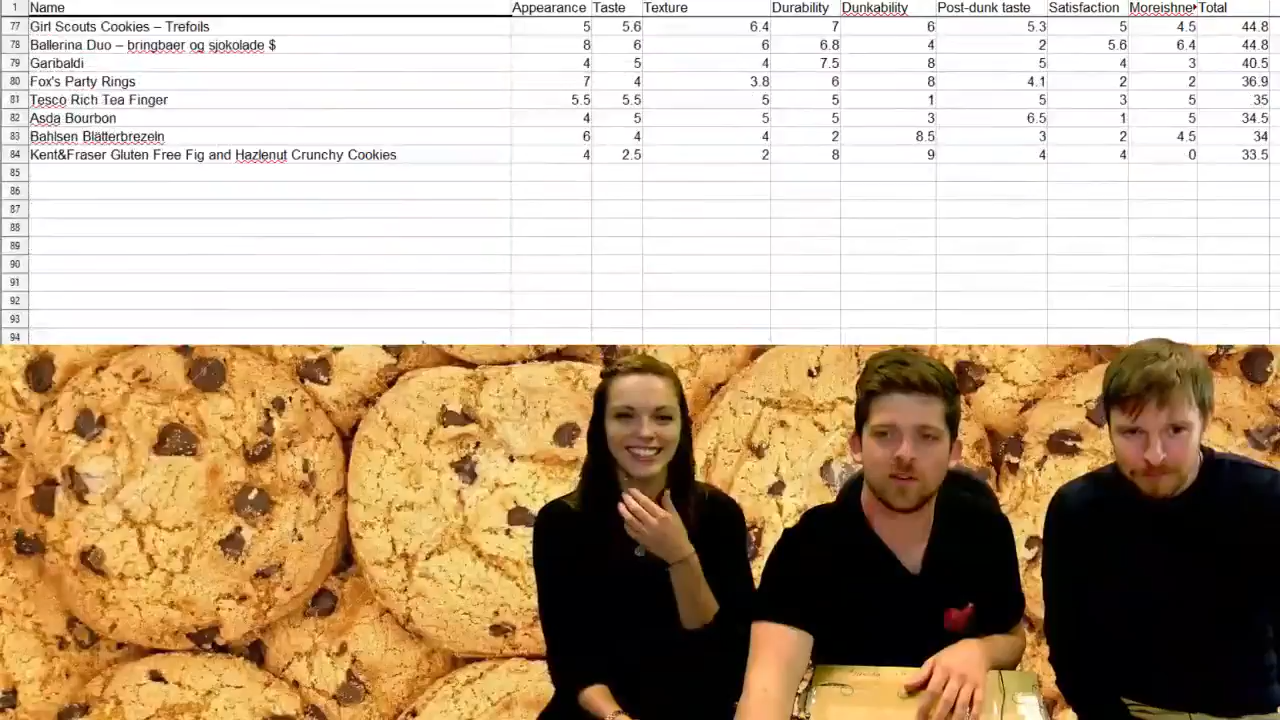 1 Name Appearance Taste Texture Durability Dunkability Post-dunk taste Satisfaction Moreishne Total
77 Girl Scouts Cookies – Trefoils 5 5.6 6.4 7 6 5.3 5 4.5 44.8
78 Ballerina Duo – bringbaer og sjokolade $ 8 6 6 6.8 4 2 5.6 6.4 44.8
79 Garibaldi 4 5 4 7.5 8 5 4 3 40.5
80 Fox's Party Rings 7 4 3.8 6 8 4.1 2 2 36.9
81 Tesco Rich Tea Finger 5.5 5.5 5 5 1 5 3 5 35
82 Asda Bourbon 4 5 5 5 3 6.5 1 5 34.5
83 Bahlsen Blätterbrezeln 6 4 4 2 8.5 3 2 4.5 34
84 Kent&Fraser Gluten Free Fig and Hazlenut Crunchy Cookies 4 2.5 2 8 9 4 4 0 33.5
85
86
87
88
89
90
91
92
93
94